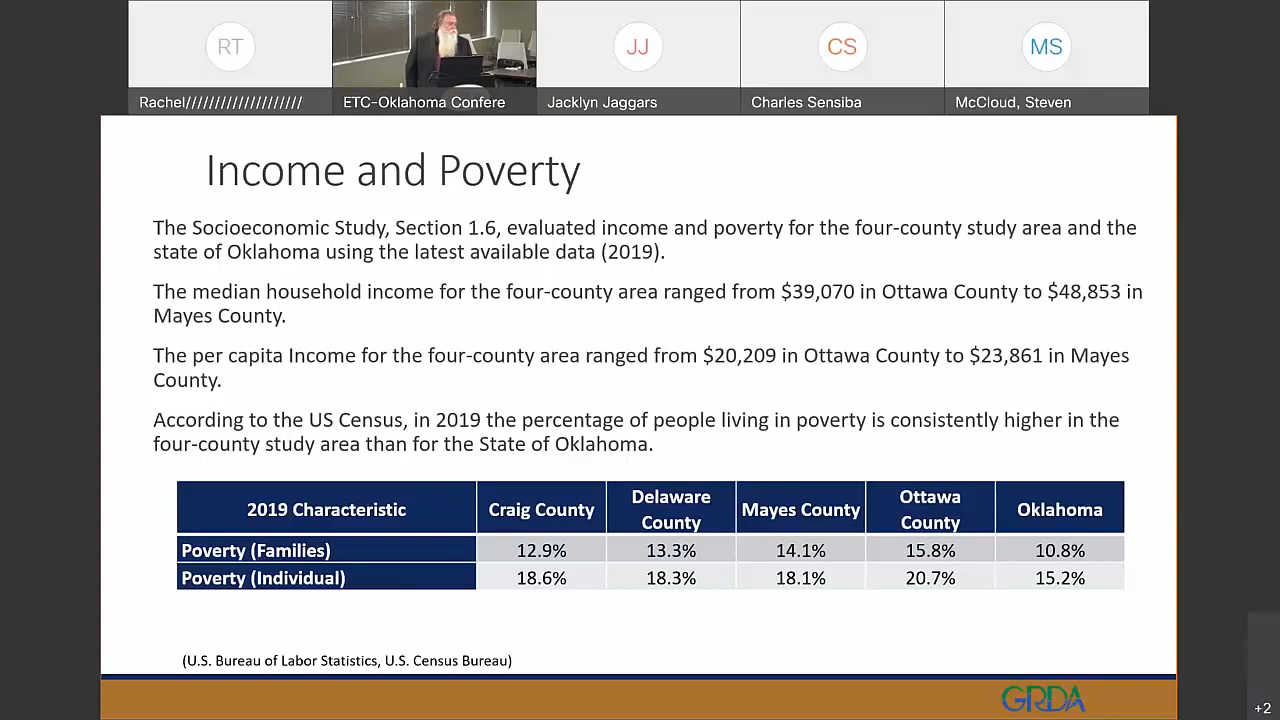 RT
JJ
CS
MS
Rachel////////////////////
ETC-Oklahoma Confere
Jacklyn Jaggars
Charles Sensiba
McCloud, Steven
Income and Poverty
The Socioeconomic Study, Section 1.6, evaluated income and poverty for the four-county study area and the
state of Oklahoma using the latest available data (2019).
The median household income for the four-county area ranged from $39,070 in Ottawa County to $48,853 in
Mayes County.
The per capita Income for the four-county area ranged from $20,209 in Ottawa County to $23,861 in Mayes
County.
According to the US Census, in 2019 the percentage of people living in poverty is consistently higher in the
four-county study area than for the State of Oklahoma.
2019 Characteristic Craig County Delaware County Mayes County Ottawa County Oklahoma
Poverty (Families) 12.9% 13.3% 14.1% 15.8% 10.8%
Poverty (Individual) 18.6% 18.3% 18.1% 20.7% 15.2%
(U.S. Bureau of Labor Statistics, U.S. Census Bureau)
GRDA
+2